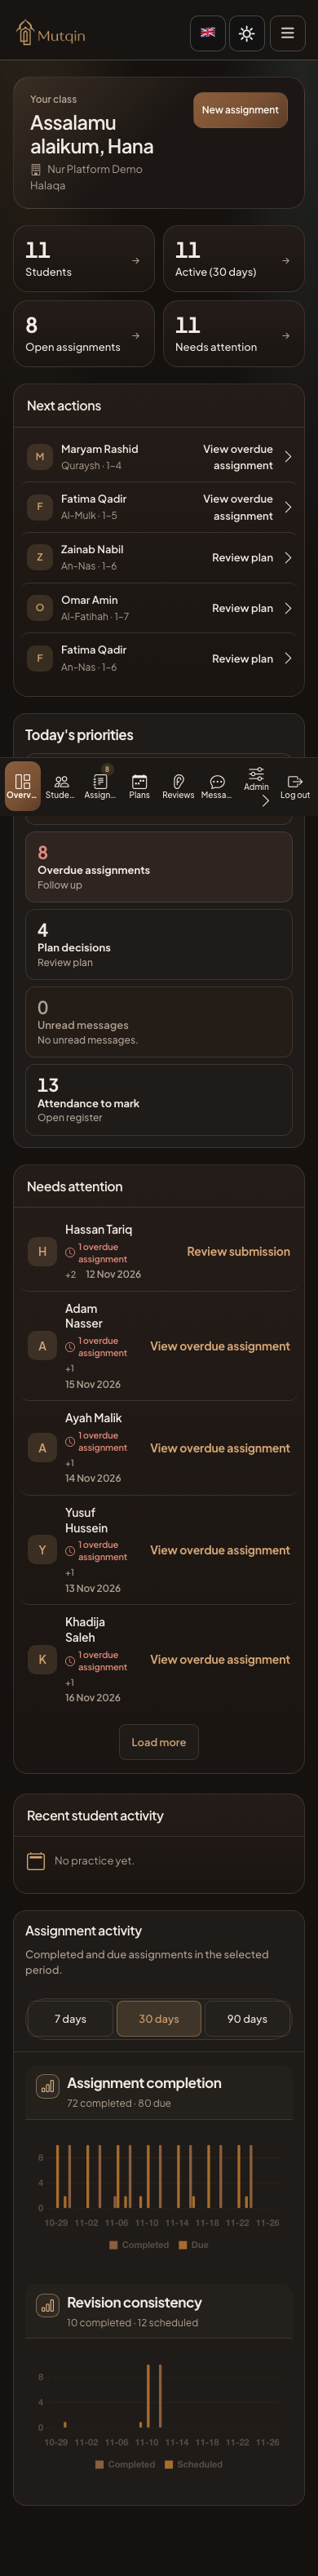 Mutqin
Your class
New assignment
Assalamu
alaikum, Hana
Nur Platform Demo
Halaqa
11
Students
11
Active (30 days)
8
Open assignments
11
Needs attention
Next actions
M
Maryam Rashid
Quraysh · 1–4
View overdue
assignment
F
Fatima Qadir
Al-Mulk · 1–5
View overdue
assignment
Z
Zainab Nabil
An-Nas · 1–6
Review plan
O
Omar Amin
Al-Fatihah · 1–7
Review plan
F
Fatima Qadir
An-Nas · 1–6
Review plan
Today's priorities
8
Overv…
Stude…
Assign…
Plans
Reviews
Messa…
Admin
Log out
8
Overdue assignments
Follow up
4
Plan decisions
Review plan
0
Unread messages
No unread messages.
13
Attendance to mark
Open register
Needs attention
H
Hassan Tariq
1 overdue
assignment
+2 12 Nov 2026
Review submission
A
Adam
Nasser
1 overdue
assignment
+1
15 Nov 2026
View overdue assignment
A
Ayah Malik
1 overdue
assignment
+1
14 Nov 2026
View overdue assignment
Y
Yusuf
Hussein
1 overdue
assignment
+1
13 Nov 2026
View overdue assignment
K
Khadija
Saleh
1 overdue
assignment
+1
16 Nov 2026
View overdue assignment
Load more
Recent student activity
No practice yet.
Assignment activity
Completed and due assignments in the selected
period.
7 days
30 days
90 days
Assignment completion
72 completed · 80 due
8
4
0
10-29 11-02 11-06 11-10 11-14 11-18 11-22 11-26
Completed Due
Revision consistency
10 completed · 12 scheduled
8
4
0
10-29 11-02 11-06 11-10 11-14 11-18 11-22 11-26
Completed Scheduled